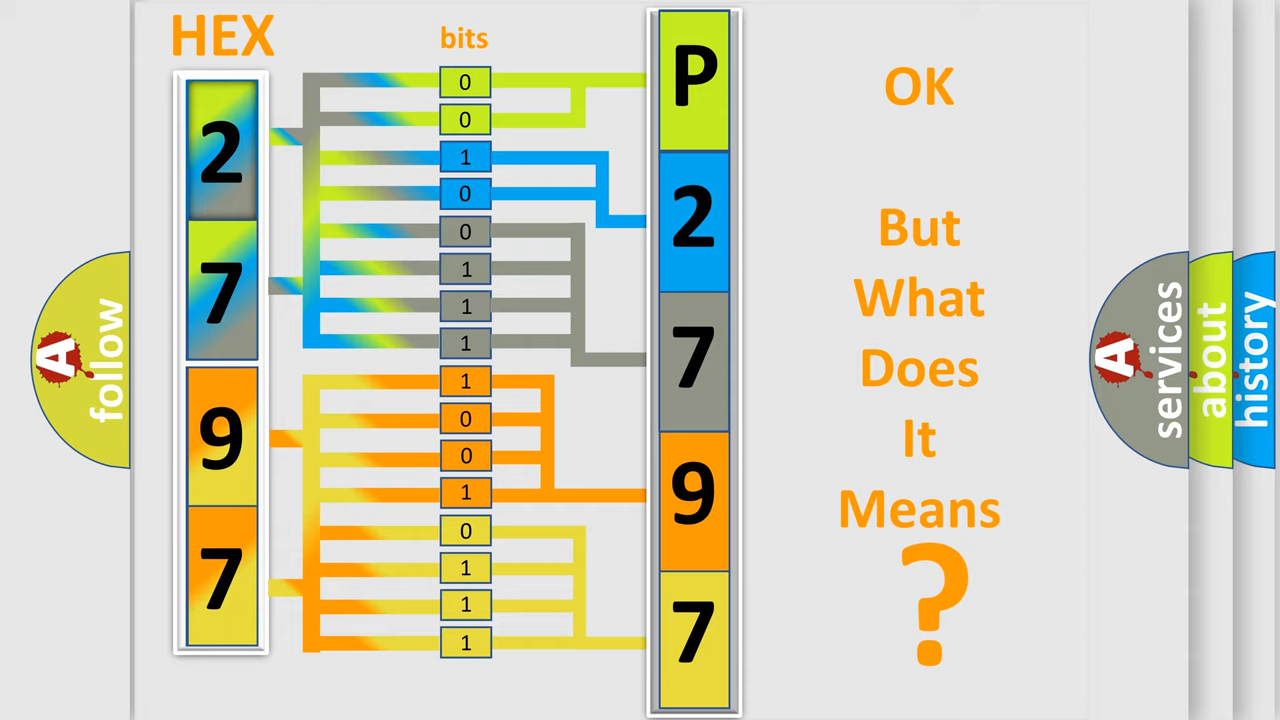 HEX
bits
2
7
9
7
0
0
1
0
0
1
1
1
1
0
0
1
0
1
1
1
P
2
7
9
7
OK
But
What
Does
It
Means
?
A
follow
A
services
about
history